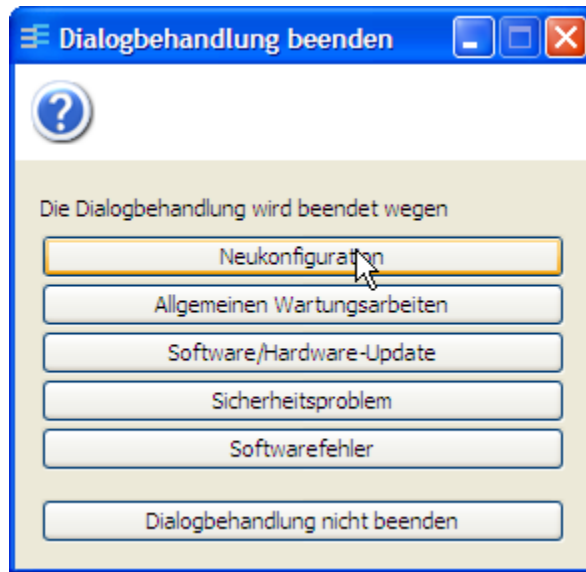 Dialogbehandlung beenden
Die Dialogbehandlung wird beendet wegen
Neukonfiguration
Allgemeinen Wartungsarbeiten
Software/Hardware-Update
Sicherheitsproblem
Softwarefehler
Dialogbehandlung nicht beenden